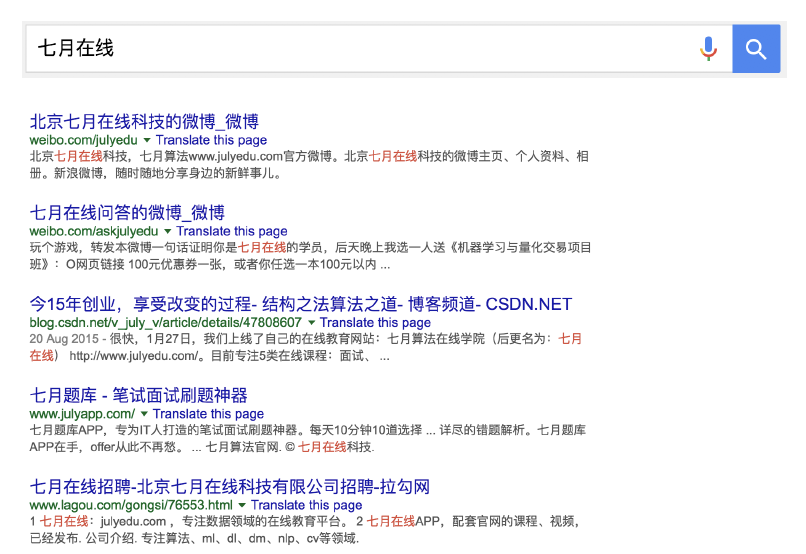 七月在线
北京七月在线科技的微博_微博
weibo.com/julyedu ▼ Translate this page
北京七月在线科技，七月算法www.julyedu.com官方微博。北京七月在线科技的微博主页、个人资料、相
册。新浪微博，随时随地分享身边的新鲜事儿。
七月在线问答的微博_微博
weibo.com/askjulyedu ▼ Translate this page
玩个游戏，转发本微博一句话证明你是七月在线的学员，后天晚上我选一人送《机器学习与量化交易项目
班》： O网页链接 100元优惠券一张，或者你任选一本100元以内 ...
今15年创业，享受改变的过程- 结构之法算法之道- 博客频道- CSDN.NET
blog.csdn.net/v_july_v/article/details/47808607 ▼ Translate this page
20 Aug 2015 - 很快，1月27日，我们上线了自己的在线教育网站：七月算法在线学院（后更名为：七月
在线） http://www.julyedu.com/。目前专注5类在线课程：面试、 ...
七月题库 - 笔试面试刷题神器
www.julyapp.com/ ▼ Translate this page
七月题库APP，专为IT人打造的笔试面试刷题神器。每天10分钟10道选择 ... 详尽的错题解析。七月题库
APP在手，offer从此不再愁。 ... 七月算法官网. © 七月在线科技.
七月在线招聘-北京七月在线科技有限公司招聘-拉勾网
www.lagou.com/gongsi/76553.html ▼ Translate this page
1 七月在线：julyedu.com ，专注数据领域的在线教育平台。 2 七月在线APP，配套官网的课程、视频，
已经发布. 公司介绍. 专注算法、ml、dl、dm、nlp、cv等领域.